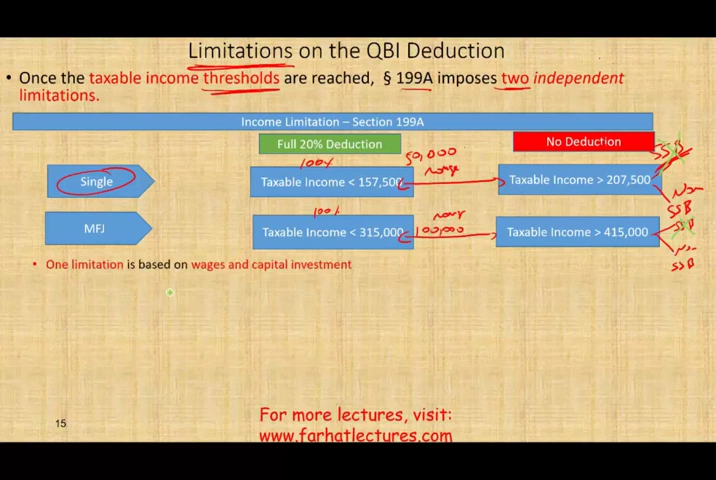 Limitations on the QBI Deduction
• Once the taxable income thresholds are reached, § 199A imposes two independent
limitations.
Income Limitation – Section 199A
Full 20% Deduction
No Deduction
100%
50,000
range
SSB
Single
Taxable Income < 157,500
Taxable Income > 207,500
Non
SSB
100%
100,000
SSB
MFJ
Taxable Income < 315,000
Taxable Income > 415,000
SSB
• One limitation is based on wages and capital investment
For more lectures, visit:
15
www.farhatlectures.com